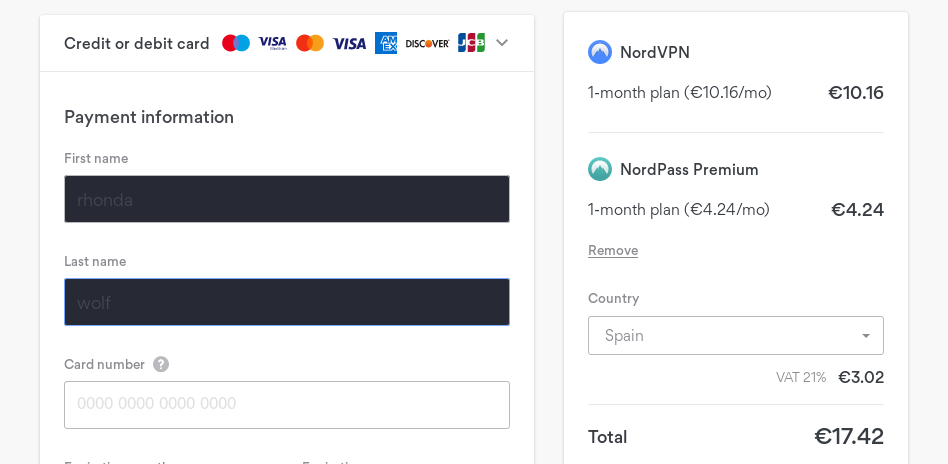 Credit or debit card
VISA
Electron
VISA
AM
EX
DISCOVER
JCB
Payment information
First name
rhonda
Last name
wolf
Card number ?
0000 0000 0000 0000
NordVPN
1-month plan (€10.16/mo) €10.16
NordPass Premium
1-month plan (€4.24/mo) €4.24
Remove
Country
Spain
VAT 21% €3.02
Total €17.42